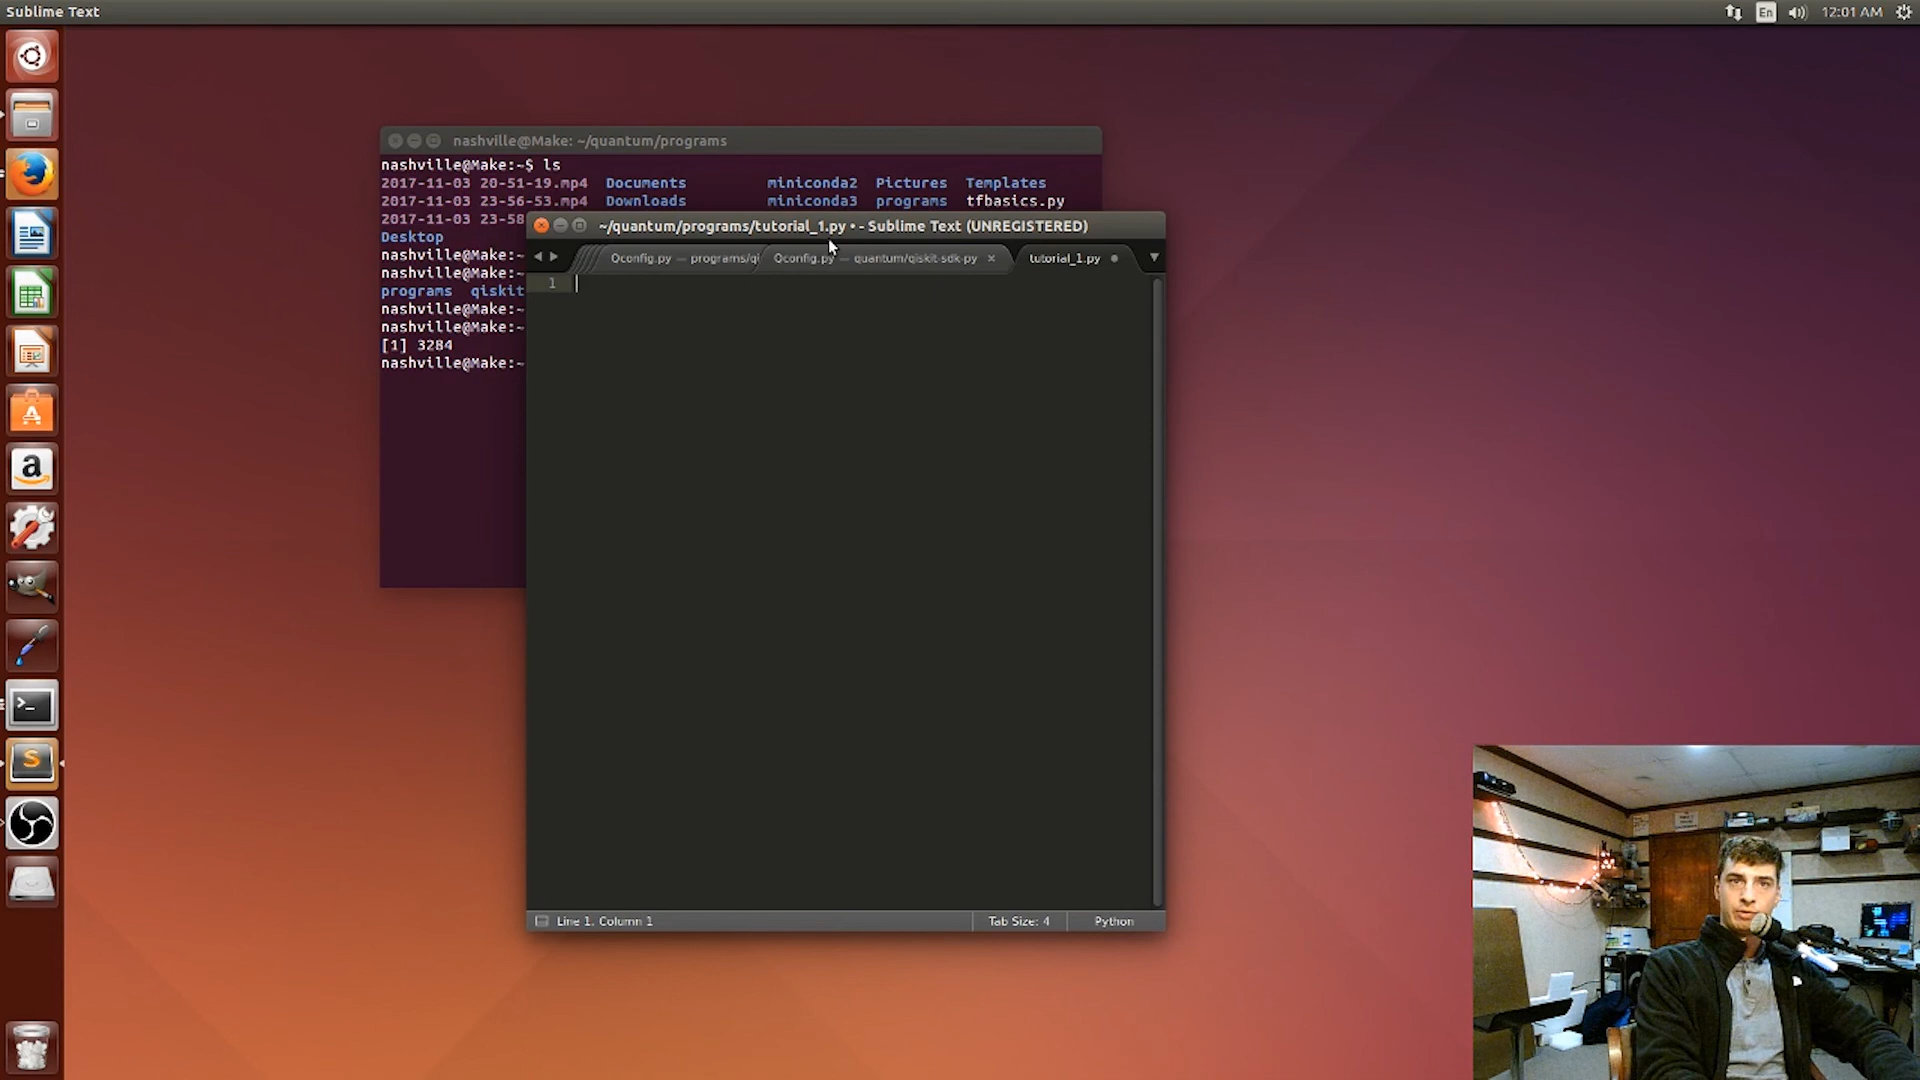 Sublime Text
En
12:01 AM
nashville@Make: ~/quantum/programs
nashville@Make:~$ ls
2017-11-03 20-51-19.mp4 Documents miniconda2 Pictures Templates
2017-11-03 23-56-53.mp4 Downloads miniconda3 programs tfbasics.py
2017-11-03 23-58
Desktop
nashville@Make:~
nashville@Make:~
programs qiskit
nashville@Make:~
nashville@Make:~
[1] 3284
nashville@Make:~
~/quantum/programs/tutorial_1.py • - Sublime Text (UNREGISTERED)
Qconfig.py — programs/qi
Qconfig.py — quantum/qiskit-sdk-py
tutorial_1.py
1
Line 1, Column 1
Tab Size: 4
Python